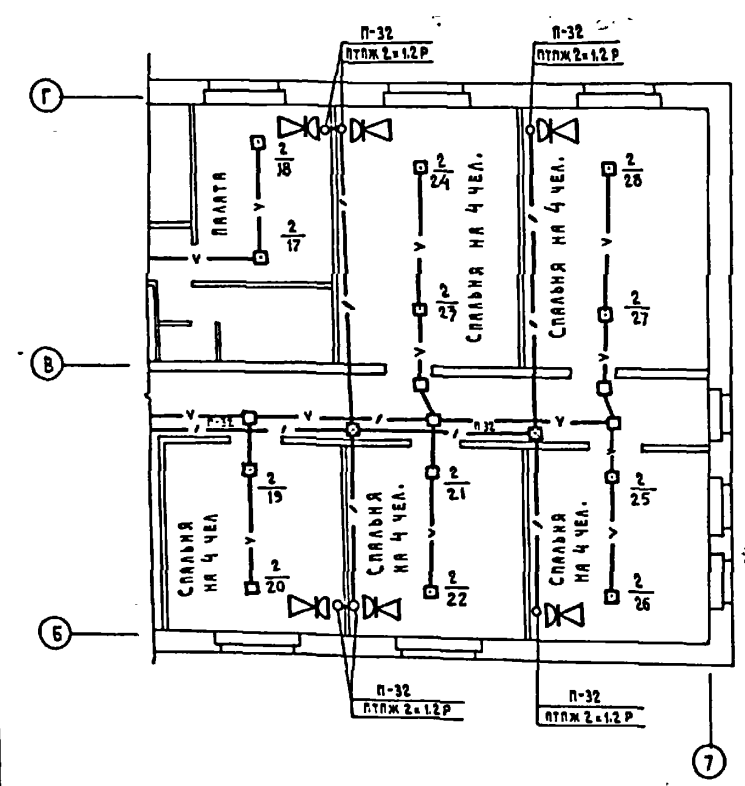 П-32
ПТПЖ 2×1.2 Р
П-32
ПТПЖ 2×1.2 Р
Г
2/18
ПАЛАТА
2/17
2/24
СПАЛЬНЯ НА 4 ЧЕЛ.
2/23
СПАЛЬНЯ НА 4 ЧЕЛ.
2/28
2/27
В
П-32
П-32
2/19
СПАЛЬНЯ
НА 4 ЧЕЛ
2/20
2/21
СПАЛЬНЯ
НА 4 ЧЕЛ.
2/22
2/25
СПАЛЬНЯ
НА 4 ЧЕЛ.
2/26
Б
П-32
ПТПЖ 2×1.2 Р
П-32
ПТПЖ 2×1.2 Р
7